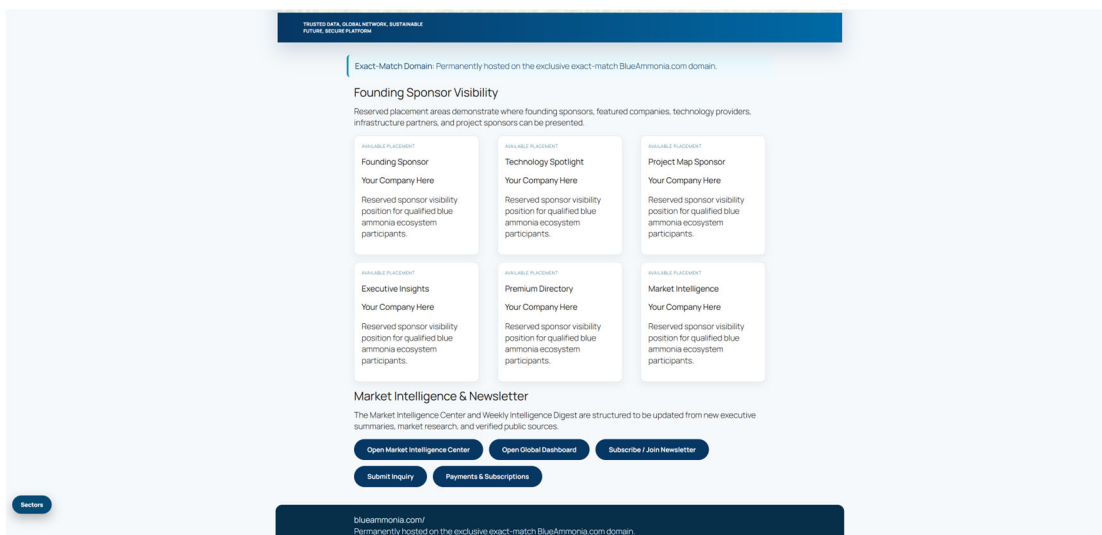 TRUSTED DATA, GLOBAL NETWORK, SUSTAINABLE
FUTURE, SECURE PLATFORM
Exact-Match Domain: Permanently hosted on the exclusive exact-match BlueAmmonia.com domain.
Founding Sponsor Visibility
Reserved placement areas demonstrate where founding sponsors, featured companies, technology providers,
infrastructure partners, and project sponsors can be presented.
AVAILABLE PLACEMENT
Founding Sponsor
Your Company Here
Reserved sponsor visibility
position for qualified blue
ammonia ecosystem
participants.
AVAILABLE PLACEMENT
Technology Spotlight
Your Company Here
Reserved sponsor visibility
position for qualified blue
ammonia ecosystem
participants.
AVAILABLE PLACEMENT
Project Map Sponsor
Your Company Here
Reserved sponsor visibility
position for qualified blue
ammonia ecosystem
participants.
AVAILABLE PLACEMENT
Executive Insights
Your Company Here
Reserved sponsor visibility
position for qualified blue
ammonia ecosystem
participants.
AVAILABLE PLACEMENT
Premium Directory
Your Company Here
Reserved sponsor visibility
position for qualified blue
ammonia ecosystem
participants.
AVAILABLE PLACEMENT
Market Intelligence
Your Company Here
Reserved sponsor visibility
position for qualified blue
ammonia ecosystem
participants.
Market Intelligence & Newsletter
The Market Intelligence Center and Weekly Intelligence Digest are structured to be updated from new executive
summaries, market research, and verified public sources.
Open Market Intelligence Center
Open Global Dashboard
Subscribe / Join Newsletter
Submit Inquiry
Payments & Subscriptions
Sectors
blueammonia.com/
Permanently hosted on the exclusive exact-match BlueAmmonia.com domain.